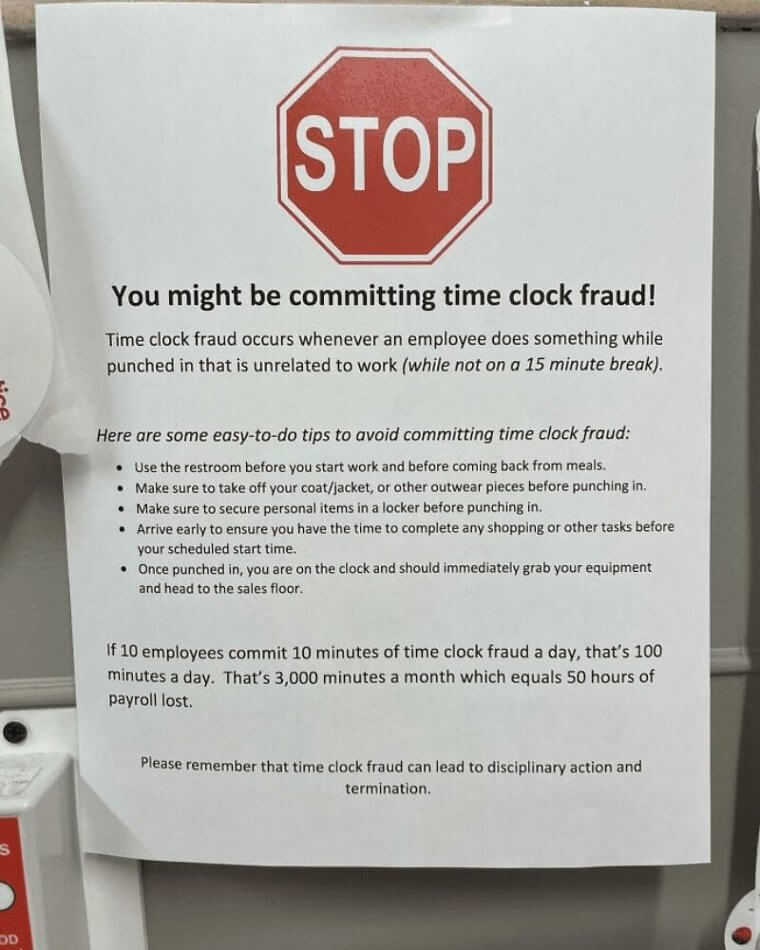 STOP
You might be committing time clock fraud!
Time clock fraud occurs whenever an employee does something while
punched in that is unrelated to work (while not on a 15 minute break).
Here are some easy-to-do tips to avoid committing time clock fraud:
• Use the restroom before you start work and before coming back from meals.
• Make sure to take off your coat/jacket, or other outwear pieces before punching in.
• Make sure to secure personal items in a locker before punching in.
• Arrive early to ensure you have the time to complete any shopping or other tasks before
your scheduled start time.
• Once punched in, you are on the clock and should immediately grab your equipment
and head to the sales floor.
If 10 employees commit 10 minutes of time clock fraud a day, that's 100
minutes a day.  That's 3,000 minutes a month which equals 50 hours of
payroll lost.
Please remember that time clock fraud can lead to disciplinary action and
termination.